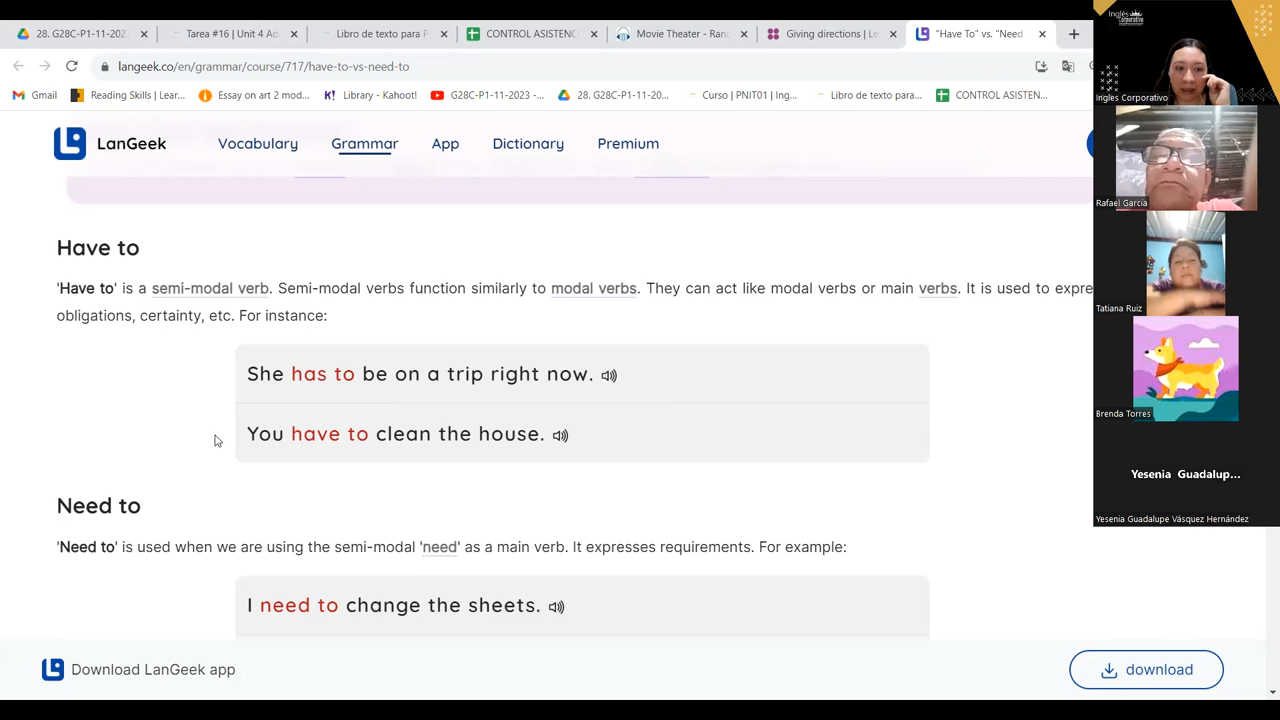 28. G28C-P1-11-202
Tarea #16 | Unit 4 Ad
Libro de texto para P
CONTROL ASISTENC
Movie Theater - Ran
Giving directions | Le
"Have To" vs. "Need
langeek.co/en/grammar/course/717/have-to-vs-need-to
Gmail
Reading Skills | Lear...
Essay on art 2 mod...
Library - Kahoot
G28C-P1-11-2023 -...
28. G28C-P1-11-20...
Curso | PNIT01 | Ing...
Libro de texto para...
CONTROL ASISTEN...
LanGeek
Vocabulary
Grammar
App
Dictionary
Premium
Have to
'Have to' is a semi-modal verb. Semi-modal verbs function similarly to modal verbs. They can act like modal verbs or main verbs. It is used to expre
obligations, certainty, etc. For instance:
She has to be on a trip right now.
You have to clean the house.
Need to
'Need to' is used when we are using the semi-modal 'need' as a main verb. It expresses requirements. For example:
I need to change the sheets.
Download LanGeek app
download
Inglés
Corporativo
Ingles Corporativo
Rafael García
Tatiana Ruiz
Brenda Torres
Yesenia Guadalup...
Yesenia Guadalupe Vásquez Hernández